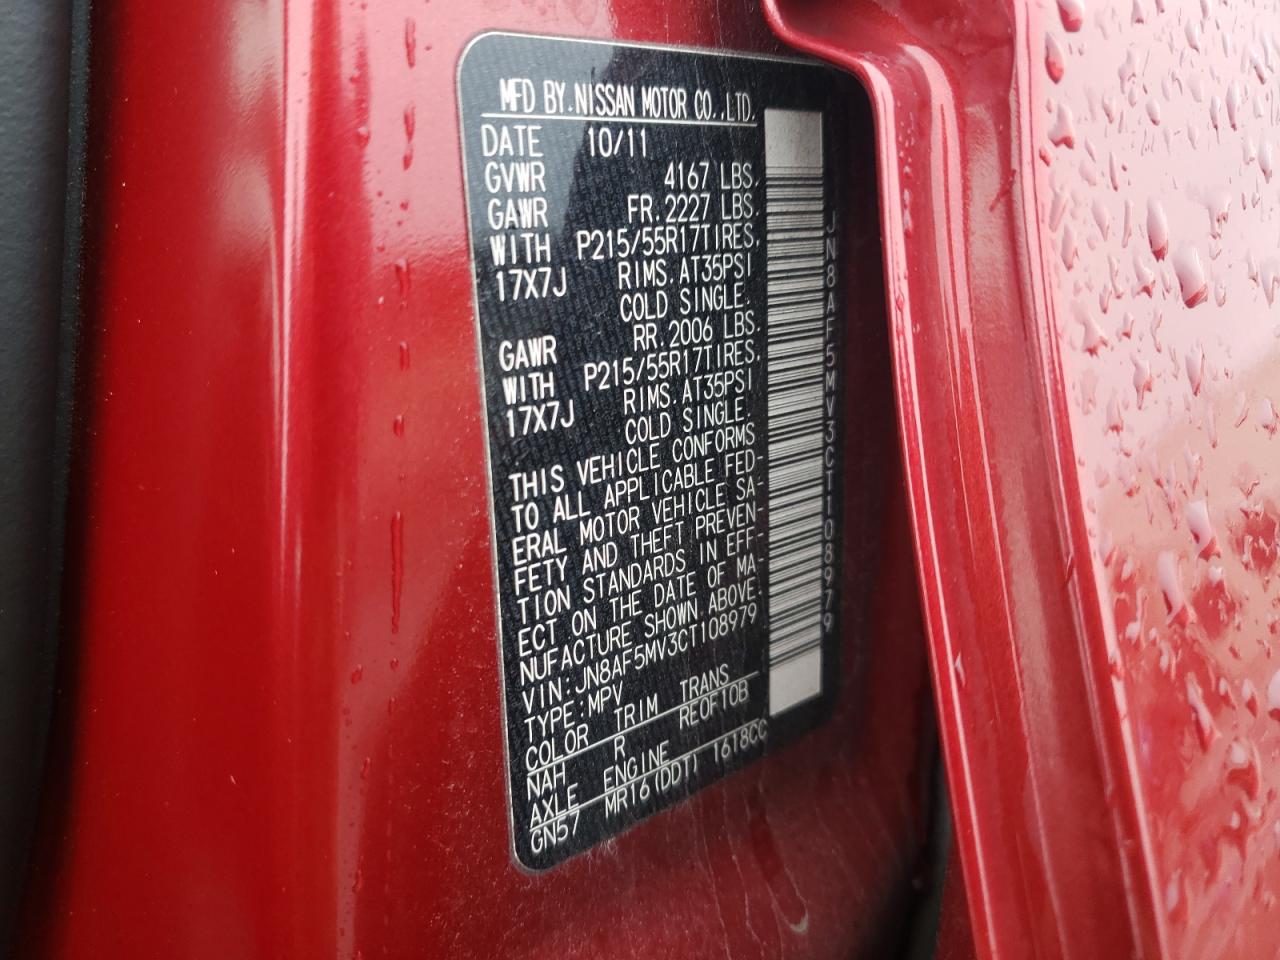 MFD BY.NISSAN MOTOR CO.,LTD.
DATE 10/11
GVWR 4167 LBS.
GAWR FR.2227 LBS.
WITH P215/55R17TIRES.
17X7J RIMS.AT35PSI
COLD SINGLE.
GAWR RR.2006 LBS.
WITH P215/55R17TIRES.
17X7J RIMS.AT35PSI
COLD SINGLE.
THIS VEHICLE CONFORMS
TO ALL APPLICABLE FED-
ERAL MOTOR VEHICLE SA-
FETY AND THEFT PREVEN-
TION STANDARDS IN EFF-
ECT ON THE DATE OF MA-
NUFACTURE SHOWN ABOVE.
VIN:JN8AF5MV3CT108979
TYPE:MPV
COLOR TRIM TRANS
NAH R RE0F10B
AXLE ENGINE
GN57 MR16(DDT) 1618CC
JN8AF5MV3CT108979